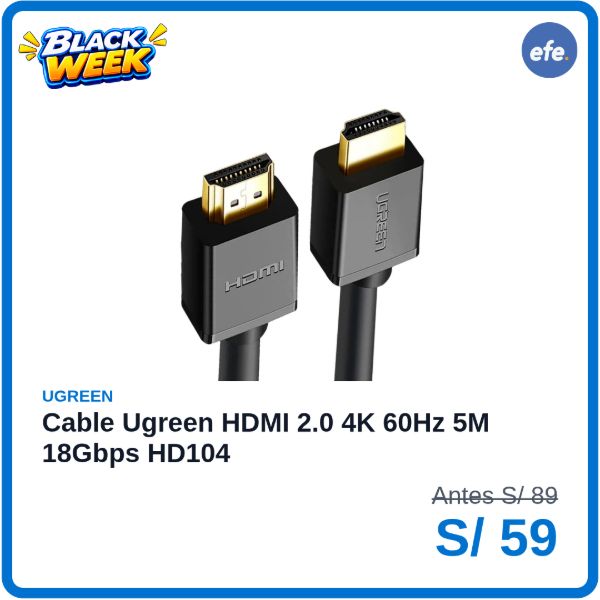 BLACK
WEEK
efe.
HDMI
UGREEN
UGREEN
Cable Ugreen HDMI 2.0 4K 60Hz 5M
18Gbps HD104
Antes S/ 89
S/ 59